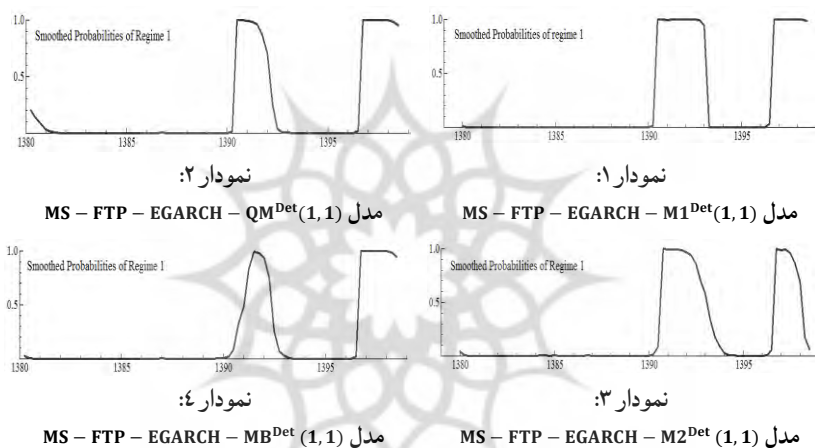 1.0
Smoothed Probabilities of regime 1
0.5
1380
1385
1390
1395
نمودار ۱:
مدل MS – FTP – EGARCH – M1^Det(1, 1)
1.0
Smoothed Probabilities of Regime 1
0.5
1380
1385
1390
1395
نمودار ۲:
مدل MS – FTP – EGARCH – QM^Det(1, 1)
1.0
Smoothed Probabilities of Regime 1
0.5
1380
1385
1390
1395
نمودار ۳:
مدل MS – FTP – EGARCH – M2^Det (1, 1)
1.0
Smoothed Probabilities of Regime 1
0.5
1380
1385
1390
1395
نمودار ٤:
مدل MS – FTP – EGARCH – MB^Det (1, 1)